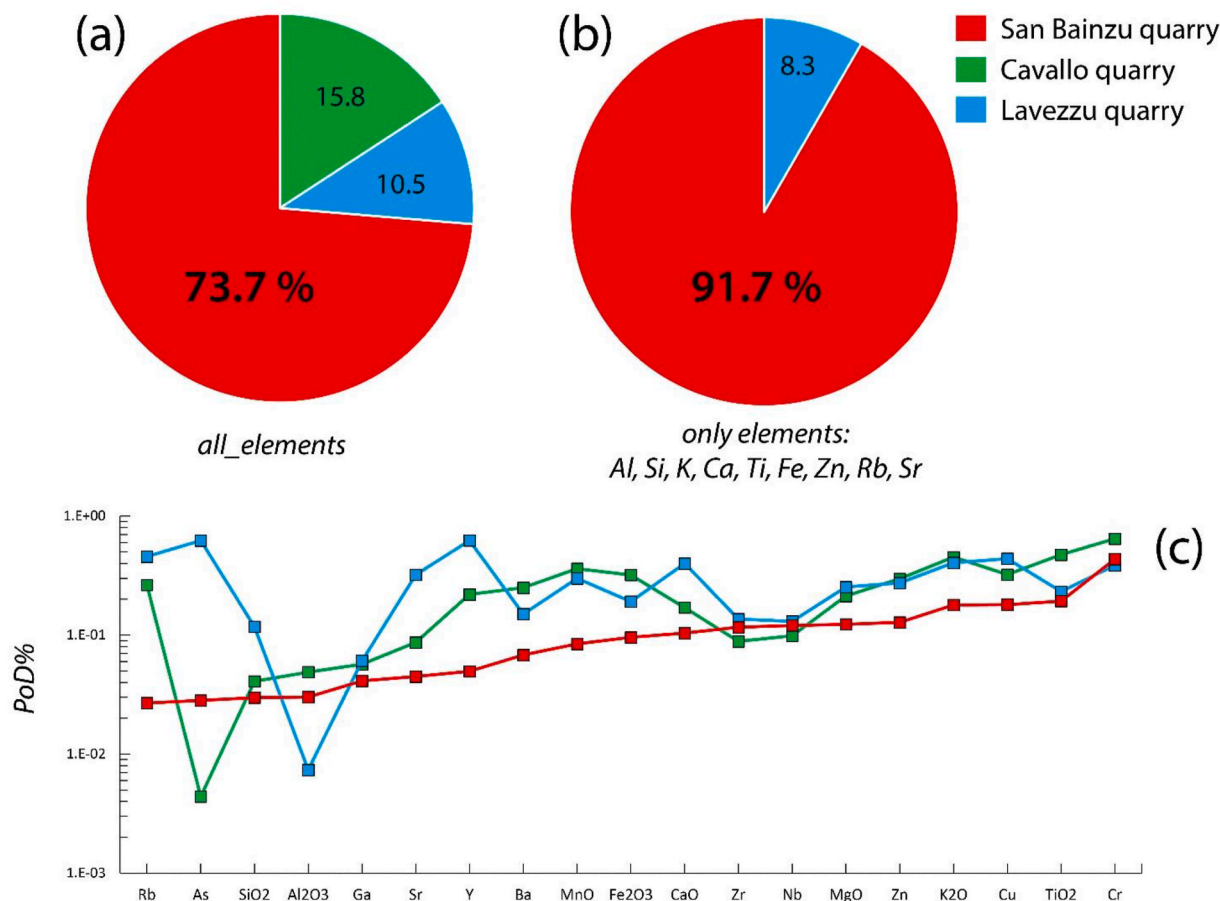 (a)
(b)
San Bainzu quarry
Cavallo quarry
Lavezzu quarry
15.8
10.5
73.7 %
8.3
91.7 %
all_elements
only elements:
Al, Si, K, Ca, Ti, Fe, Zn, Rb, Sr
(c)
PoD%
1.E+00
1.E-01
1.E-02
1.E-03
Rb As SiO2 Al2O3 Ga Sr Y Ba MnO Fe2O3 CaO Zr Nb MgO Zn K2O Cu TiO2 Cr